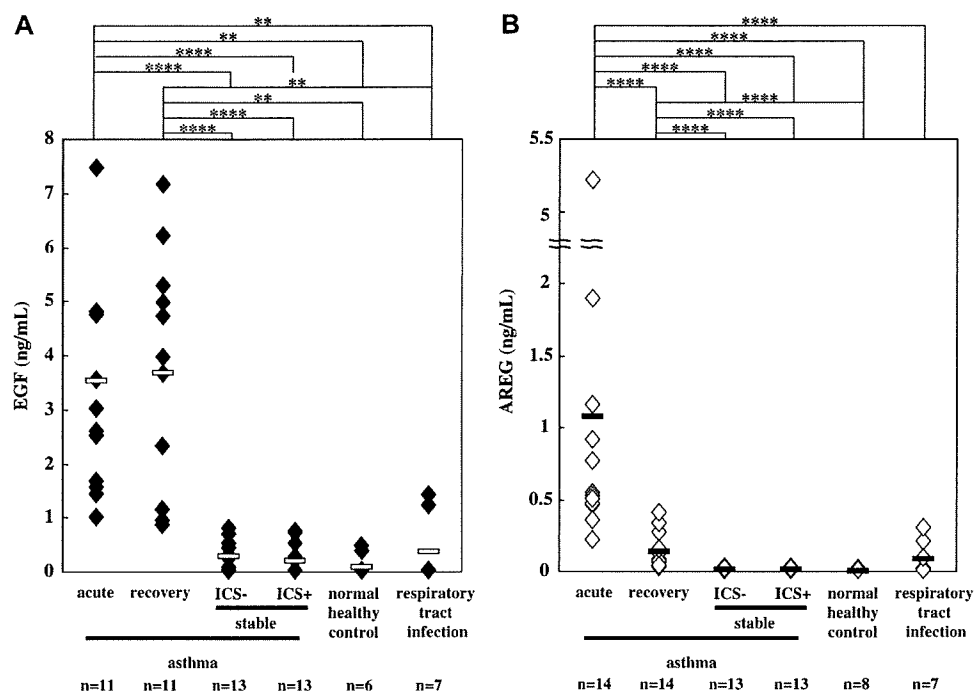 A
**
**
****
****
**
**
****
****
8
7
6
5
4
3
2
1
0
EGF (ng/mL)
acute recovery ICS- ICS+ normal healthy control respiratory tract infection
stable
asthma
n=11 n=11 n=13 n=13 n=6 n=7
B
****
****
****
****
****
****
****
****
5.5
5
2
1.5
1
0.5
0
AREG (ng/mL)
acute recovery ICS- ICS+ normal healthy control respiratory tract infection
stable
asthma
n=14 n=14 n=13 n=13 n=8 n=7